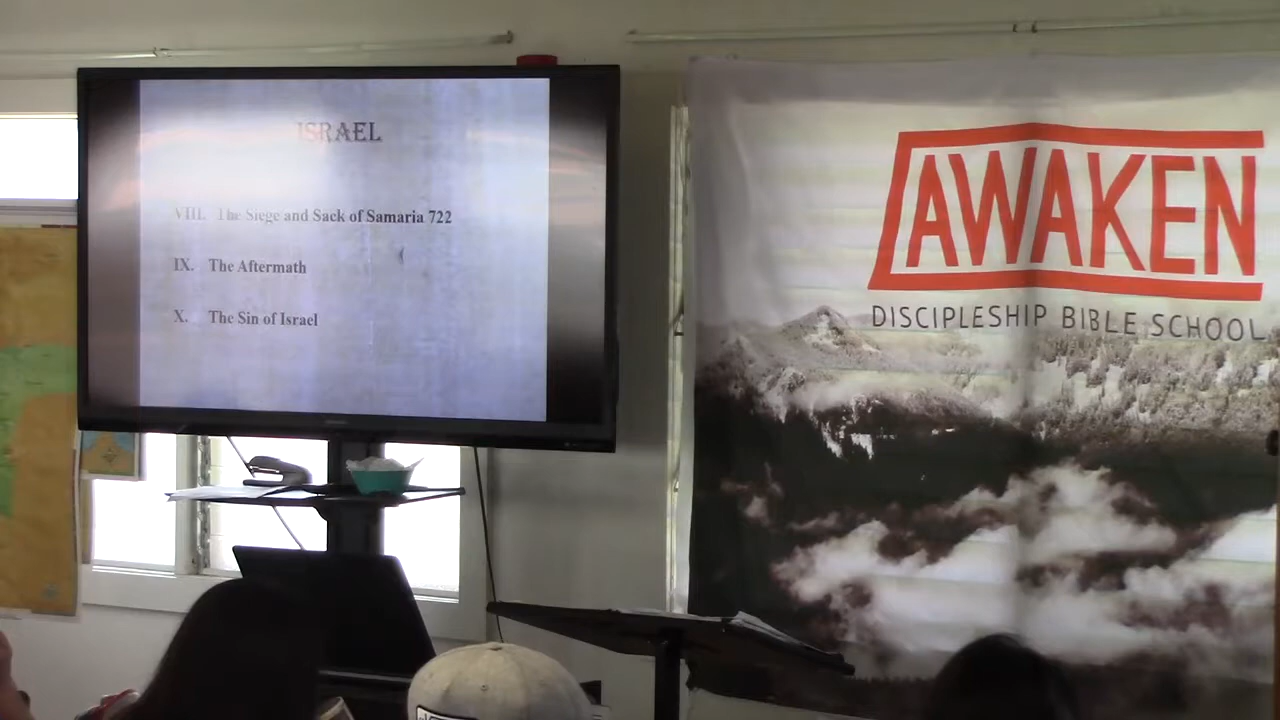 ISRAEL
VIII. The Siege and Sack of Samaria 722
IX. The Aftermath
X. The Sin of Israel
AWAKEN
DISCIPLESHIP BIBLE SCHOOL